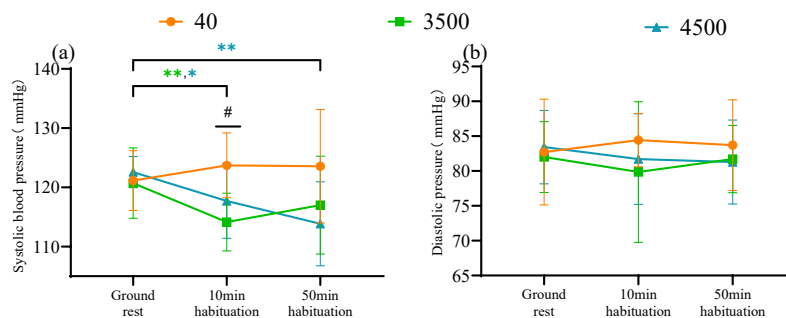 40 3500 4500
(a)
**
**,*
#
Systolic blood pressure( mmHg)
140
130
120
110
Ground rest
10min habituation
50min habituation
(b)
Diastolic pressure( mmHg)
95
90
85
80
75
70
65
Ground rest
10min habituation
50min habituation